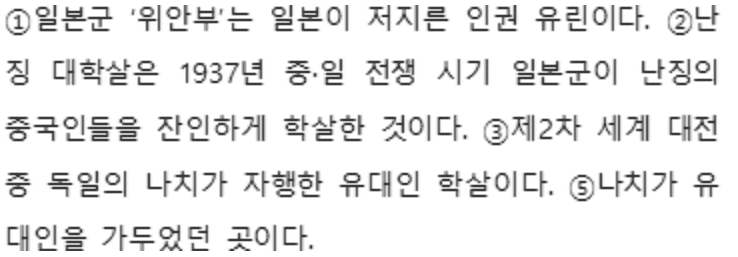 ①일본군 ‘위안부’는 일본이 저지른 인권 유린이다. ②난
징 대학살은 1937년 중·일 전쟁 시기 일본군이 난징의
중국인들을 잔인하게 학살한 것이다. ③제2차 세계 대전
중 독일의 나치가 자행한 유대인 학살이다. ⑤나치가 유
대인을 가두었던 곳이다.